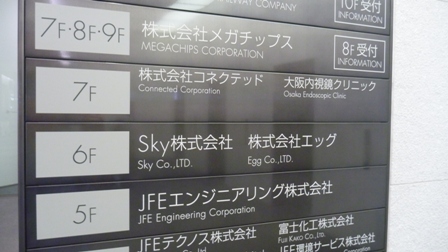 COMPANY
10F 受付
INFORMATION
7F·8F·9F
株式会社メガチップス
MEGACHIPS CORPORATION
8F 受付
INFORMATION
7F
株式会社コネクテッド
Connected Corporation
大阪内視鏡クリニック
Osaka Endoscopic Clinic
6F
Sky株式会社
Sky Co.,LTD.
株式会社エッグ
Egg Co.,LTD.
5F
JFEエンジニアリング株式会社
JFE Engineering Corporation
JFEテクノス株式会社
富士化工株式会社
FUJI KAKO Co., Ltd.
JFE環境サービス株式会社